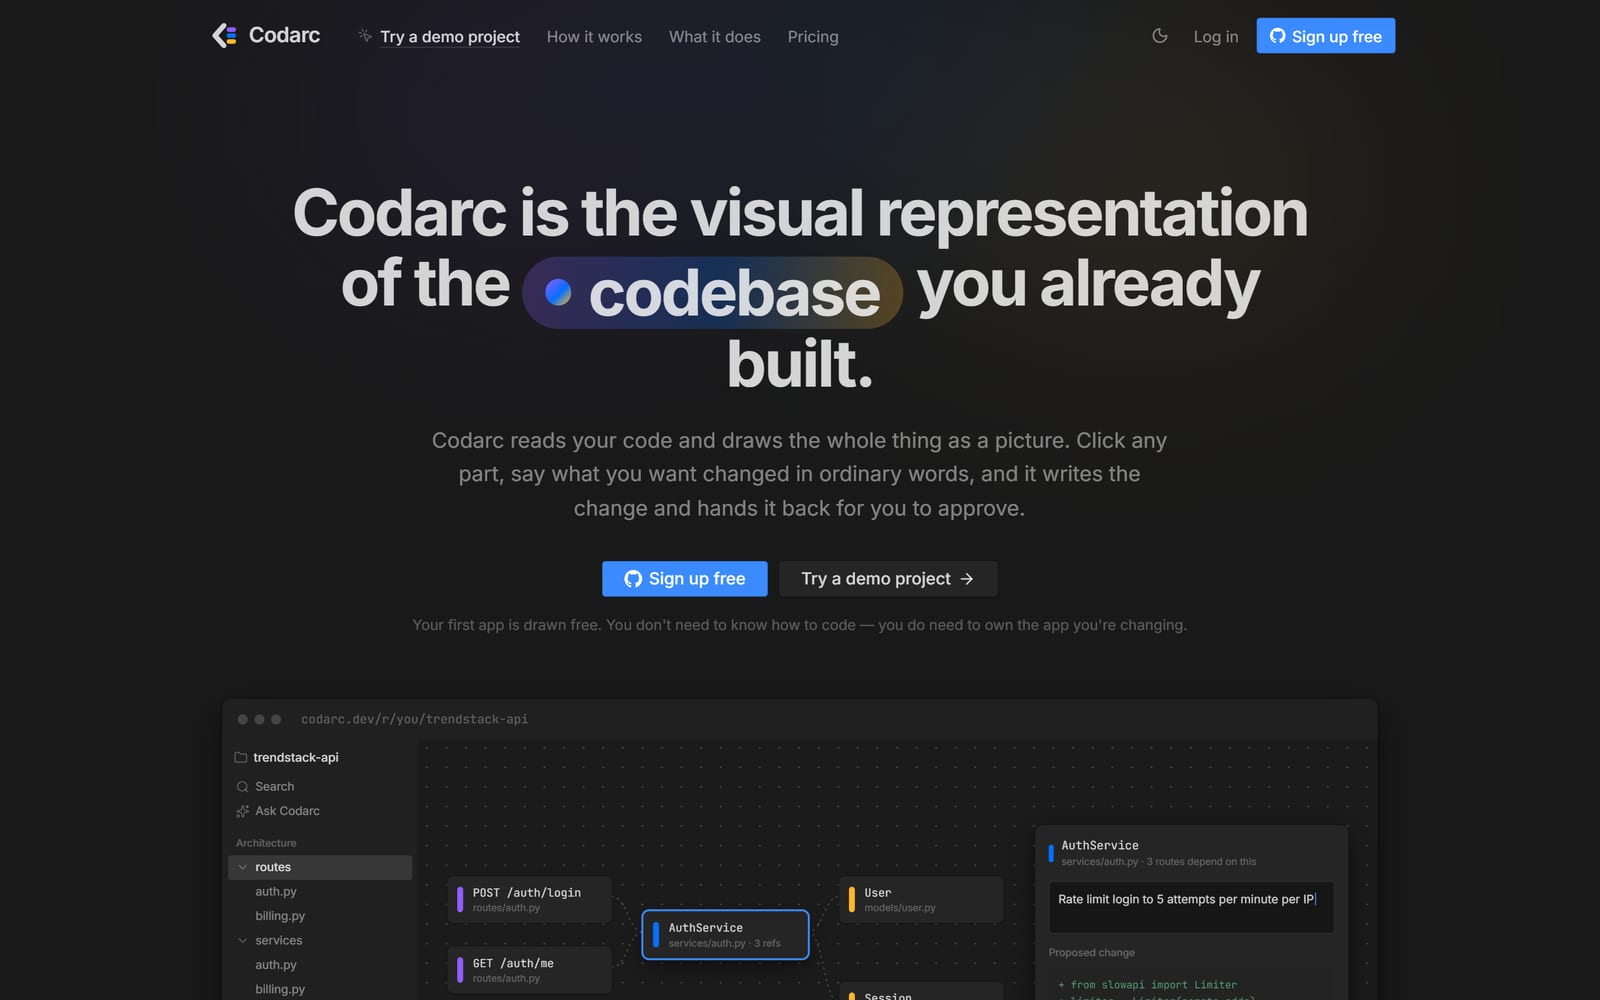 Codarc
Try a demo project
How it works
What it does
Pricing
Log in
Sign up free
Codarc is the visual representation
of the codebase you already
built.
Codarc reads your code and draws the whole thing as a picture. Click any
part, say what you want changed in ordinary words, and it writes the
change and hands it back for you to approve.
Sign up free
Try a demo project →
Your first app is drawn free. You don't need to know how to code — you do need to own the app you're changing.
codarc.dev/r/you/trendstack-api
trendstack-api
Search
Ask Codarc
Architecture
routes
auth.py
billing.py
services
auth.py
billing.py
POST /auth/login
routes/auth.py
GET /auth/me
routes/auth.py
AuthService
services/auth.py · 3 refs
User
models/user.py
Session
AuthService
services/auth.py · 3 routes depend on this
Rate limit login to 5 attempts per minute per IP
Proposed change
+ from slowapi import Limiter